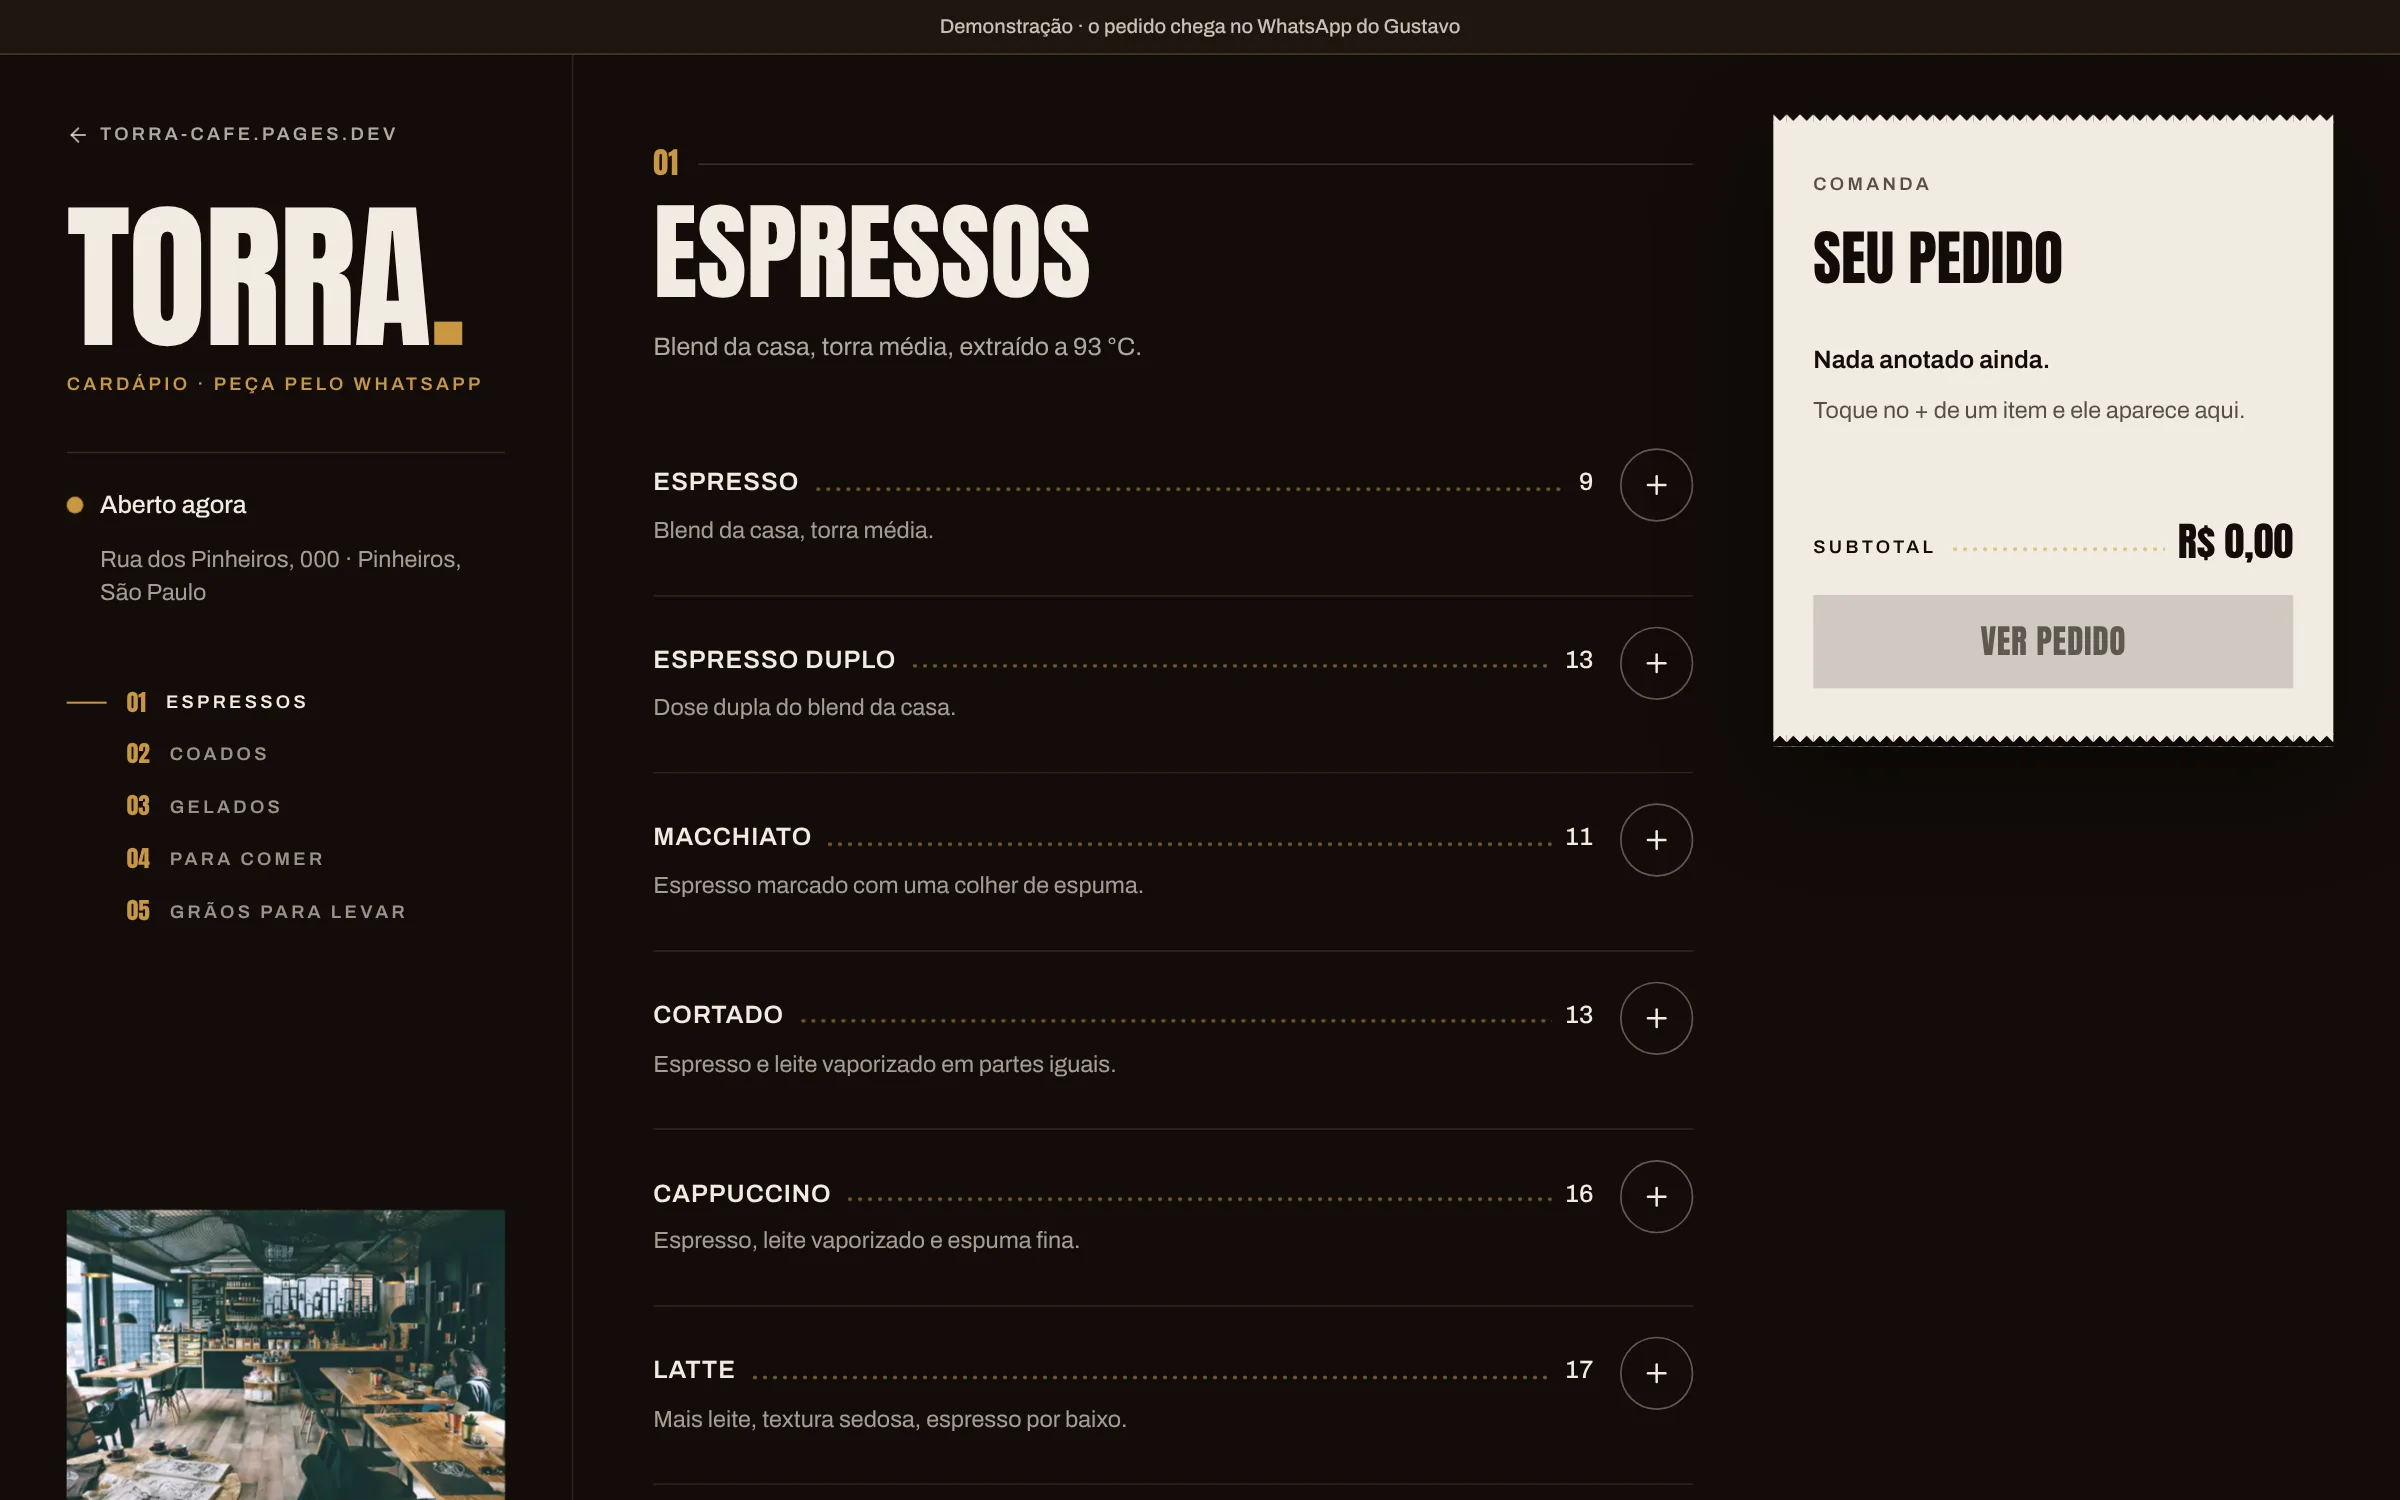 Demonstração · o pedido chega no WhatsApp do Gustavo
← TORRA-CAFE.PAGES.DEV
TORRA.
CARDÁPIO · PEÇA PELO WHATSAPP
Aberto agora
Rua dos Pinheiros, 000 · Pinheiros,
São Paulo
01 ESPRESSOS
02 COADOS
03 GELADOS
04 PARA COMER
05 GRÃOS PARA LEVAR
01
ESPRESSOS
Blend da casa, torra média, extraído a 93 °C.
ESPRESSO 9 +
Blend da casa, torra média.
ESPRESSO DUPLO 13 +
Dose dupla do blend da casa.
MACCHIATO 11 +
Espresso marcado com uma colher de espuma.
CORTADO 13 +
Espresso e leite vaporizado em partes iguais.
CAPPUCCINO 16 +
Espresso, leite vaporizado e espuma fina.
LATTE 17 +
Mais leite, textura sedosa, espresso por baixo.
COMANDA
SEU PEDIDO
Nada anotado ainda.
Toque no + de um item e ele aparece aqui.
SUBTOTAL R$ 0,00
VER PEDIDO